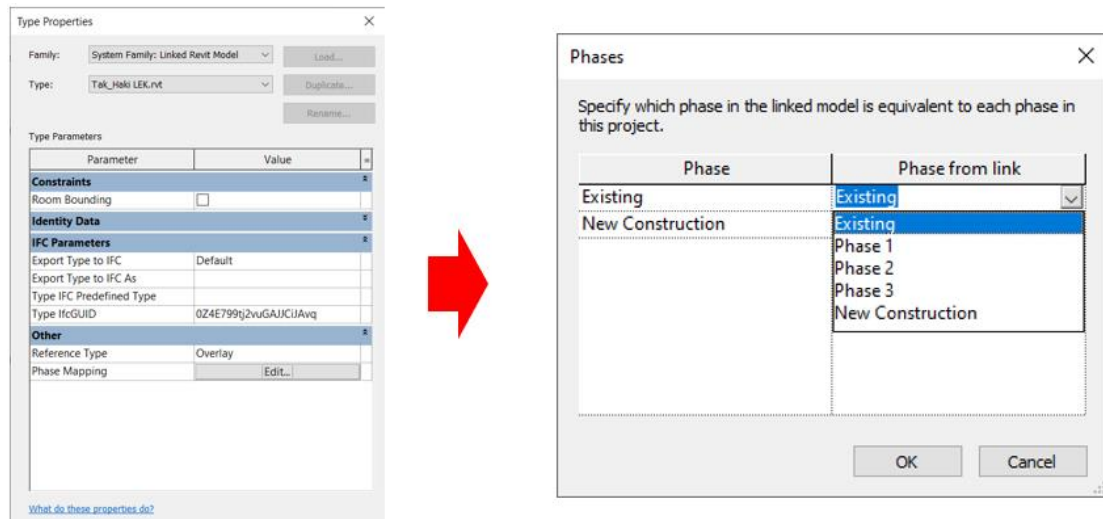 Type Properties
Family:
System Family: Linked Revit Model
Load...
Type:
Tak_Haki LEK.rvt
Duplicate...
Rename...
Type Parameters
Parameter
Value
=
Constraints
Room Bounding
Identity Data
IFC Parameters
Export Type to IFC
Default
Export Type to IFC As
Type IFC Predefined Type
Type IfcGUID
0Z4E799tj2vuGAJJCiJAvq
Other
Reference Type
Overlay
Phase Mapping
Edit...
What do these properties do?
Phases
Specify which phase in the linked model is equivalent to each phase in
this project.
Phase
Phase from link
Existing
Existing
New Construction
Existing
Phase 1
Phase 2
Phase 3
New Construction
OK
Cancel